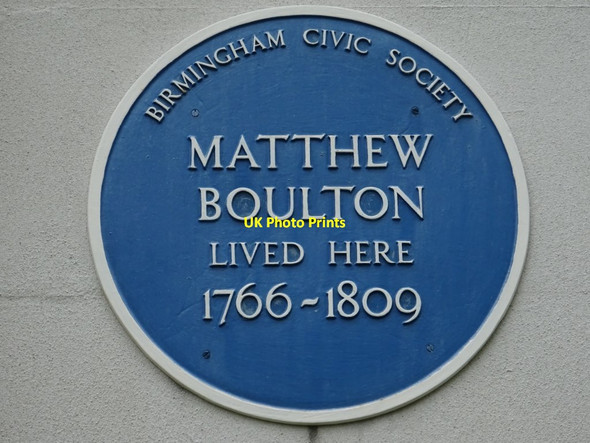 BIRMINGHAM CIVIC SOCIETY
MATTHEW
BOULTON
UK Photo Prints
LIVED HERE
1766~1809